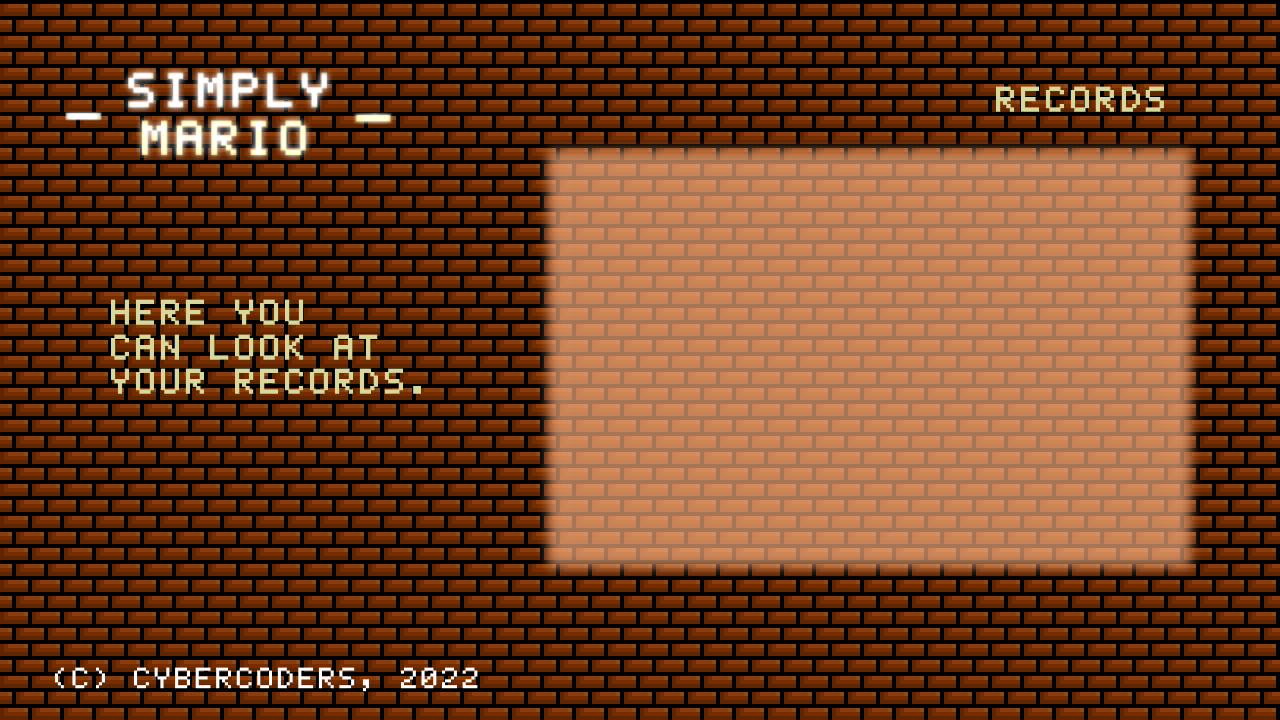 _ SIMPLY _
MARIO
RECORDS
HERE YOU
CAN LOOK AT
YOUR RECORDS.
(C) CYBERCODERS, 2022